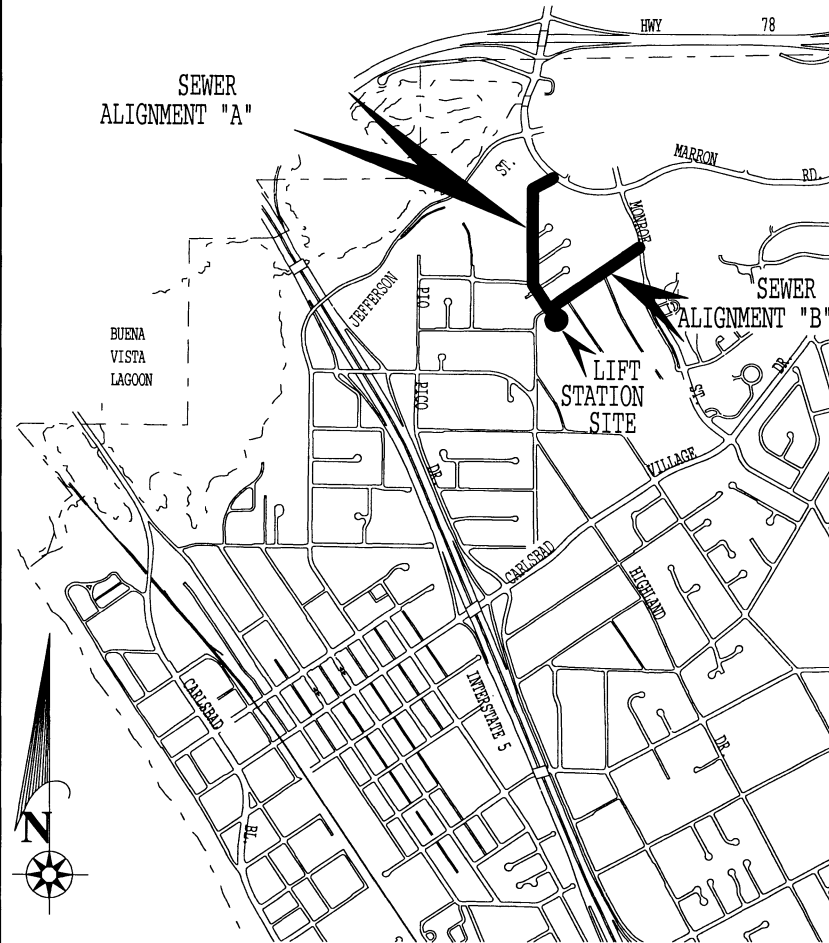 HWY 78
SEWER
ALIGNMENT "A"
MARRON
RD.
ST.
MONROE
JEFFERSON
SEWER
ALIGNMENT "B"
PIO
BUENA
VISTA
LAGOON
LIFT
STATION
SITE
DR.
PICO
ST.
DR.
VILLAGE
CARLSBAD
HIGHLAND
INTERSTATE 5
CARLSBAD
DR.
BL.
N